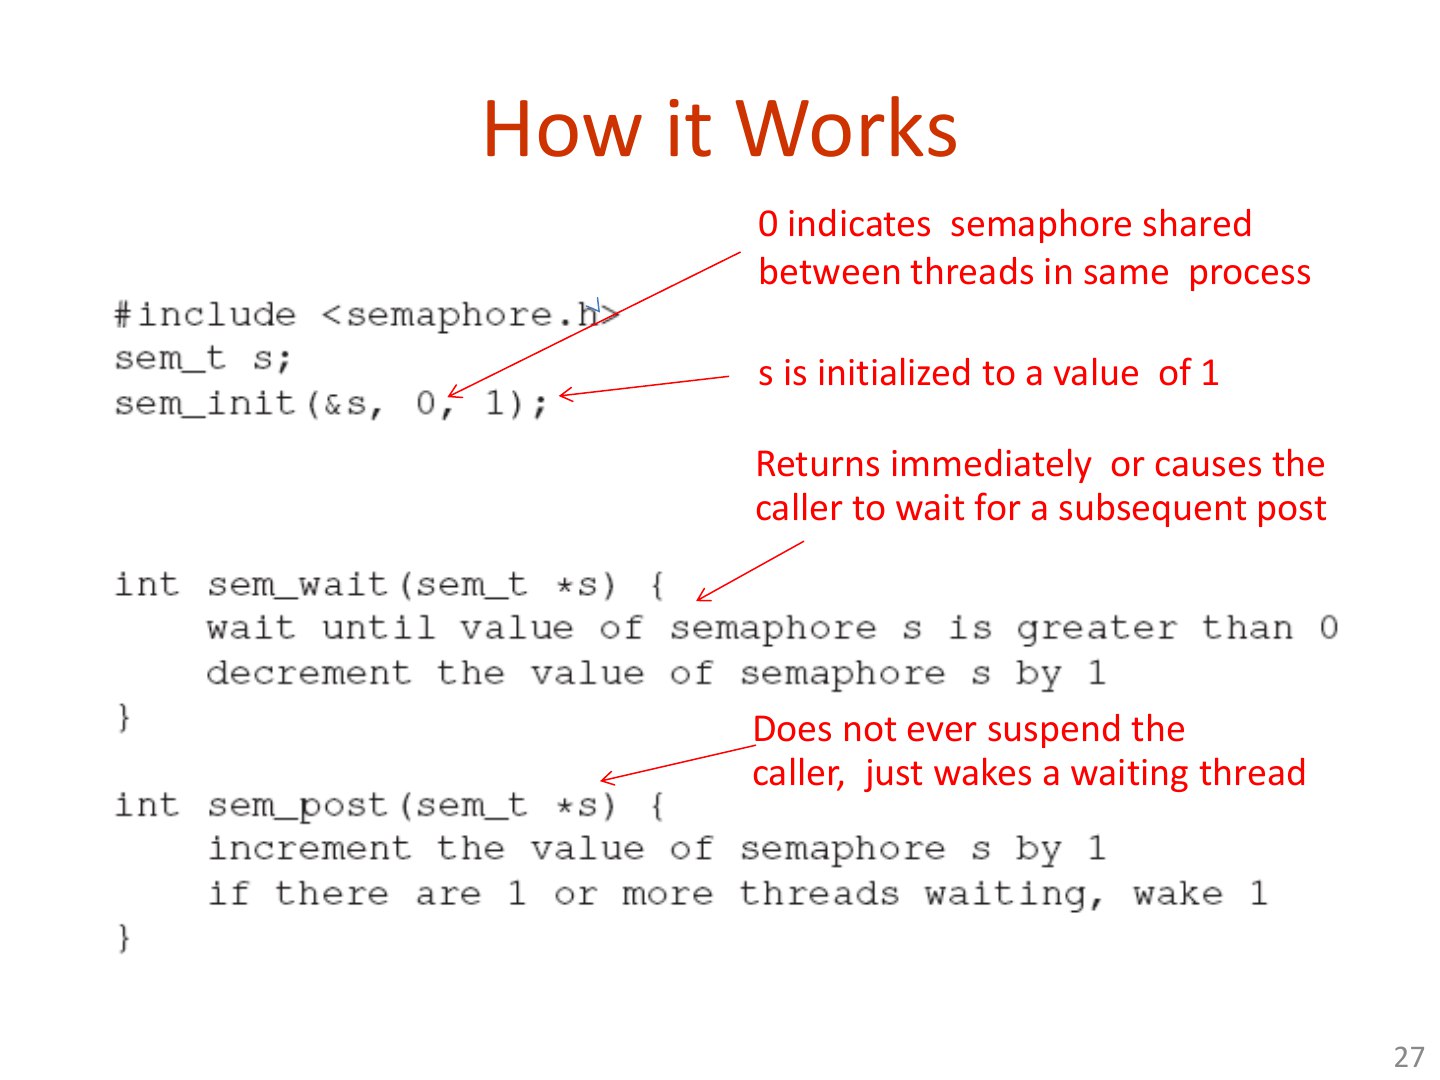 How it Works
0 indicates semaphore shared
between threads in same process
#include <semaphore.h>
sem_t s;
sem_init(&s, 0, 1);
s is initialized to a value of 1
Returns immediately or causes the
caller to wait for a subsequent post
int sem_wait(sem_t *s) {
wait until value of semaphore s is greater than 0
decrement the value of semaphore s by 1
}
Does not ever suspend the
caller, just wakes a waiting thread
int sem_post(sem_t *s) {
increment the value of semaphore s by 1
if there are 1 or more threads waiting, wake 1
}
27